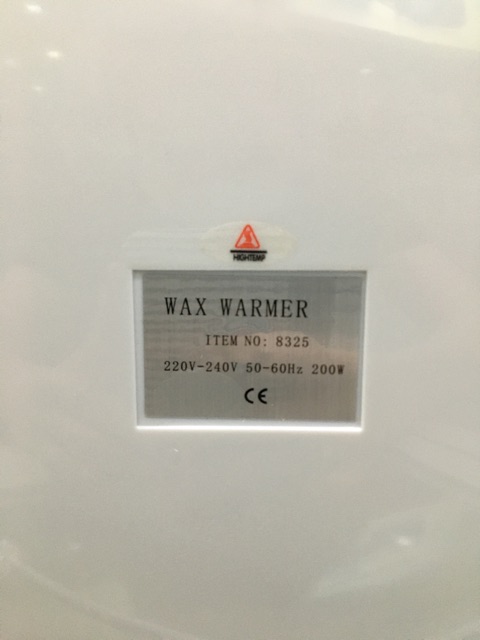 HIGHTEMP
WAX WARMER
ITEM NO: 8325
220V-240V 50-60Hz 200W
CE